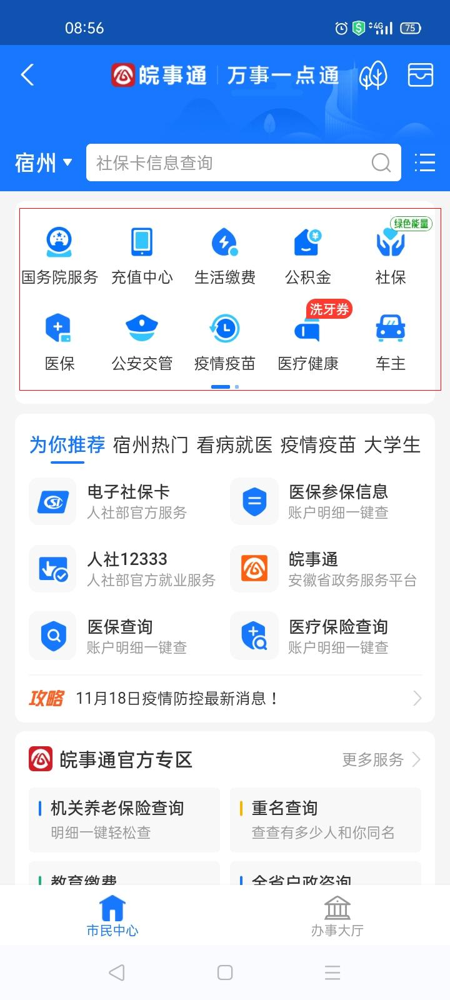 08:56
4G
75
皖事通
万事一点通
宿州
社保卡信息查询
绿色能量
国务院服务
充值中心
生活缴费
公积金
社保
洗牙券
医保
公安交管
疫情疫苗
医疗健康
车主
为你推荐 宿州热门 看病就医 疫情疫苗 大学生
电子社保卡
人社部官方服务
医保参保信息
账户明细一键查
人社12333
人社部官方就业服务
皖事通
安徽省政务服务平台
医保查询
账户明细一键查
医疗保险查询
账户明细一键查
攻略 11月18日疫情防控最新消息！
皖事通官方专区
更多服务
机关养老保险查询
明细一键轻松查
重名查询
查查有多少人和你同名
教育缴费
全省户政咨询
市民中心
办事大厅